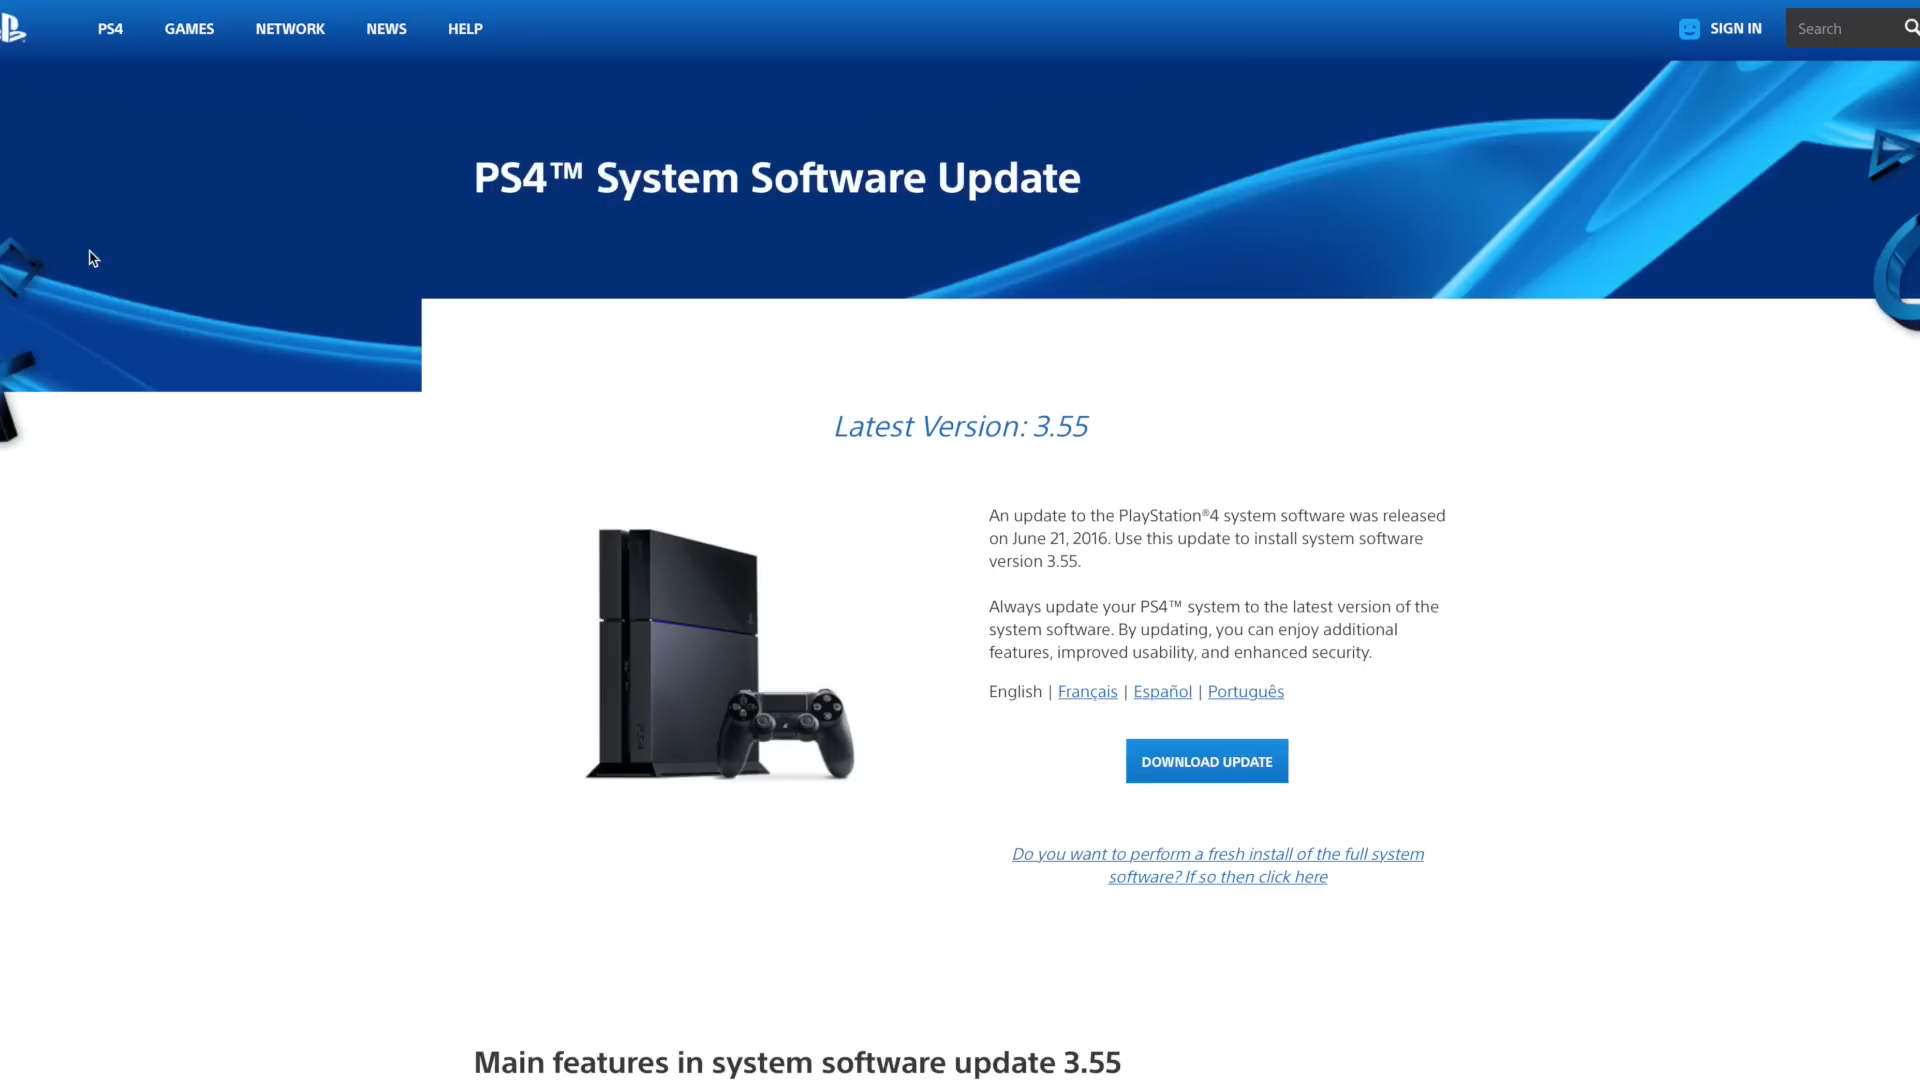 PS4 GAMES NETWORK NEWS HELP SIGN IN Search
PS4™ System Software Update
Latest Version: 3.55
An update to the PlayStation®4 system software was released
on June 21, 2016. Use this update to install system software
version 3.55.
Always update your PS4™ system to the latest version of the
system software. By updating, you can enjoy additional
features, improved usability, and enhanced security.
English | Français | Español | Português
DOWNLOAD UPDATE
Do you want to perform a fresh install of the full system
software? If so then click here
Main features in system software update 3.55